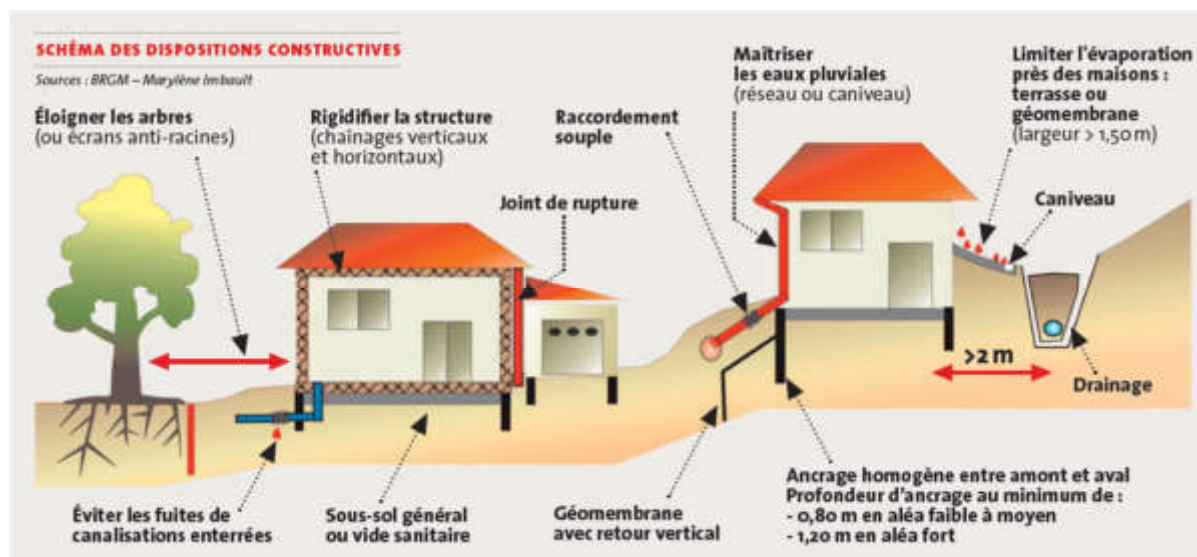 SCHÉMA DES DISPOSITIONS CONSTRUCTIVES
Sources : BRGM – Marylène Imbault
Éloigner les arbres
(ou écrans anti-racines)
Rigidifier la structure
(chaînages verticaux
et horizontaux)
Joint de rupture
Raccordement
souple
Maîtriser
les eaux pluviales
(réseau ou caniveau)
Limiter l'évaporation
près des maisons :
terrasse ou
géomembrane
(largeur > 1,50 m)
Caniveau
>2 m
Drainage
Éviter les fuites de
canalisations enterrées
Sous-sol général
ou vide sanitaire
Géomembrane
avec retour vertical
Ancrage homogène entre amont et aval
Profondeur d'ancrage au minimum de :
- 0,80 m en aléa faible à moyen
- 1,20 m en aléa fort